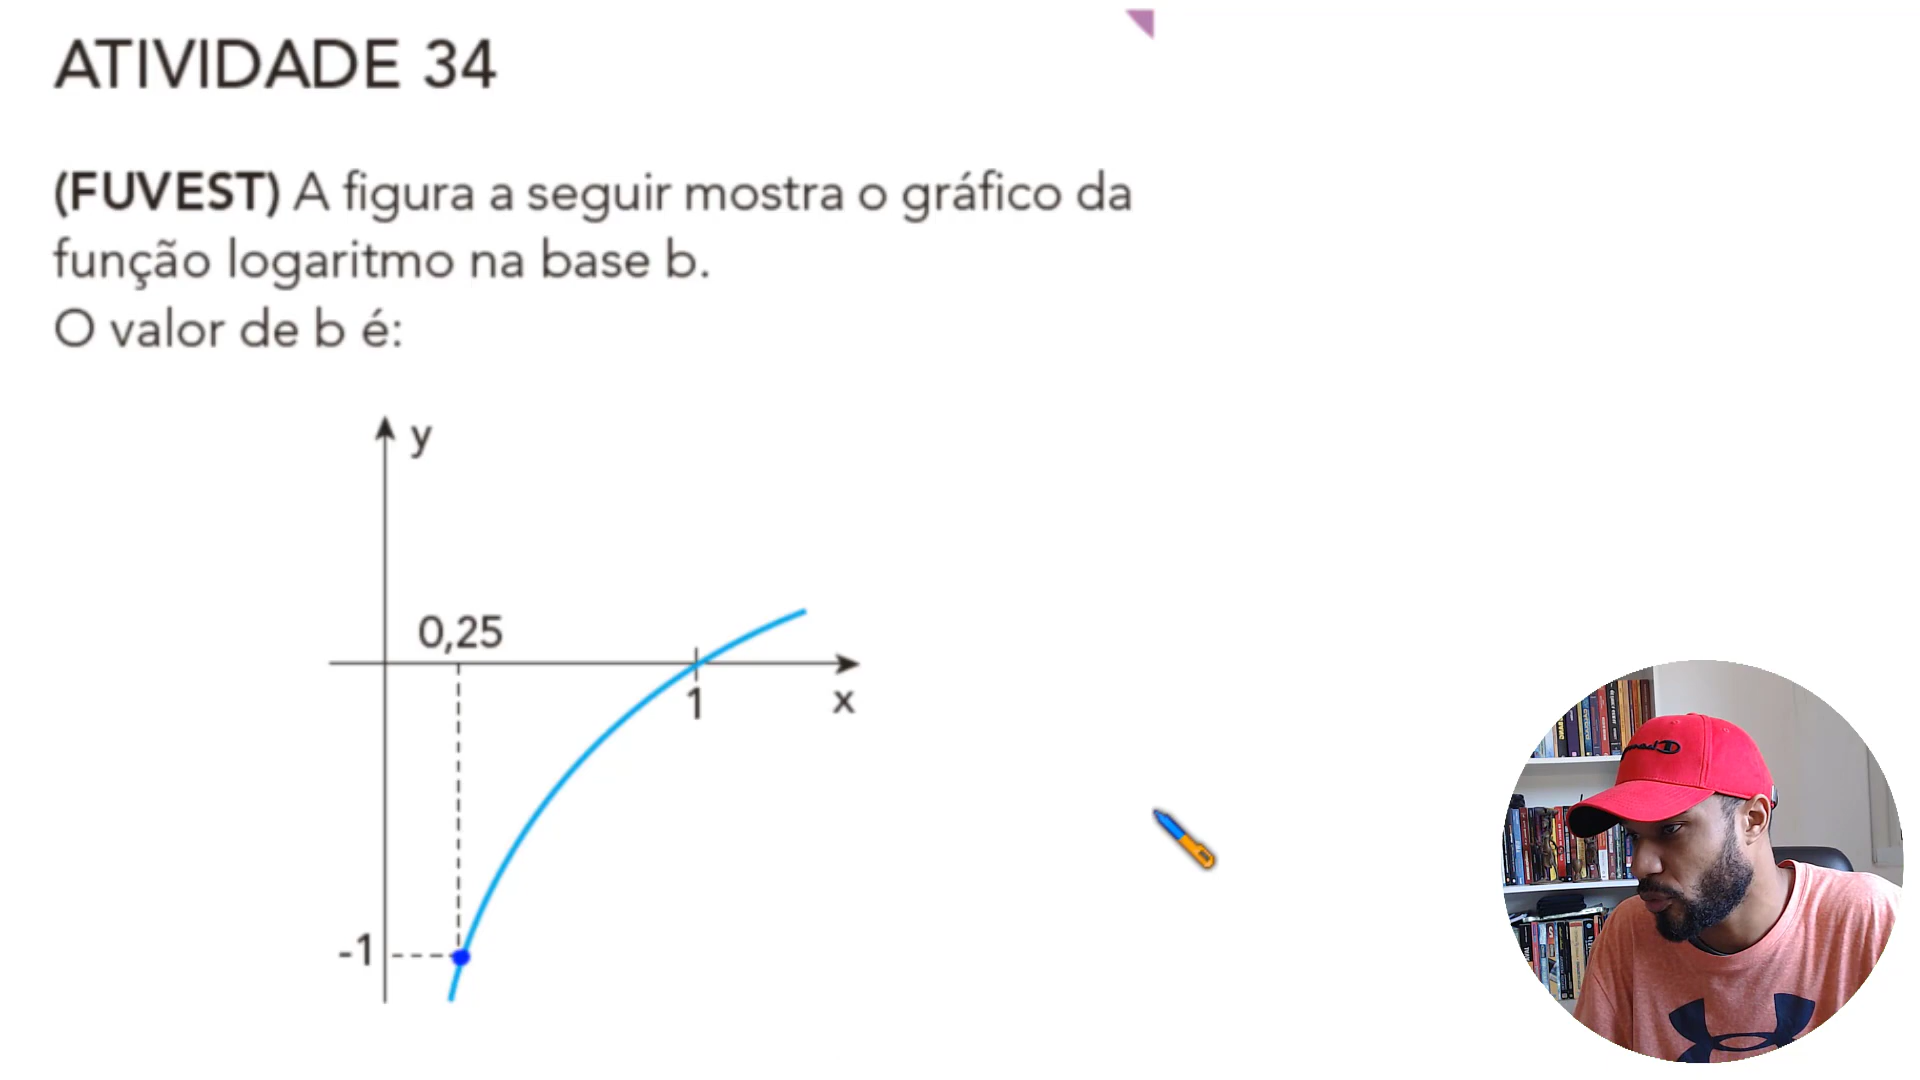 ATIVIDADE 34
(FUVEST) A figura a seguir mostra o gráfico da
função logaritmo na base b.
O valor de b é:
y
0,25
1
x
-1